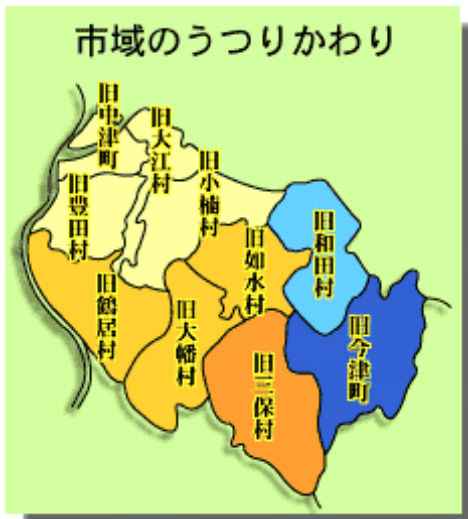 市域のうつりかわり
旧中津町
旧大江村
旧小楠村
旧豊田村
旧和田村
旧如水村
旧鶴居村
旧大幡村
旧今津町
旧三保村